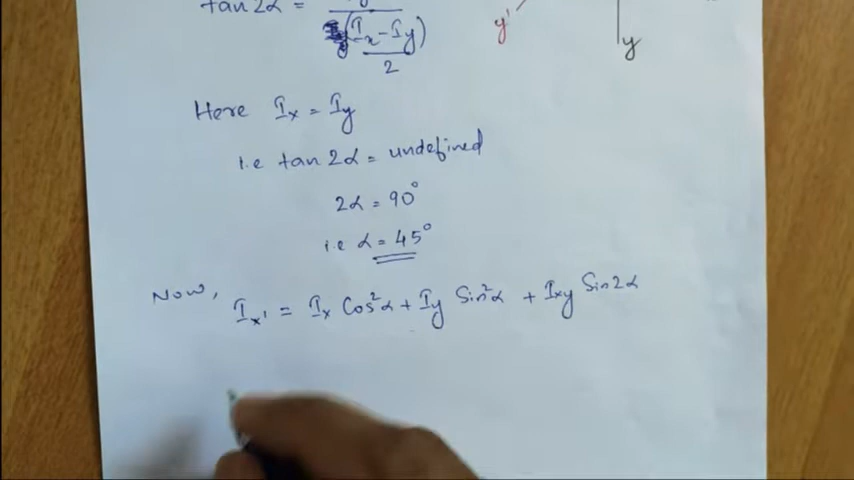 tan 2α =
(Ix - Iy)
2
y'
y
Here Ix = Iy
i.e tan 2α = undefined
2α = 90°
i.e α = 45°
Now, Ix' = Ix Cos²α + Iy Sin²α + Ixy Sin2α